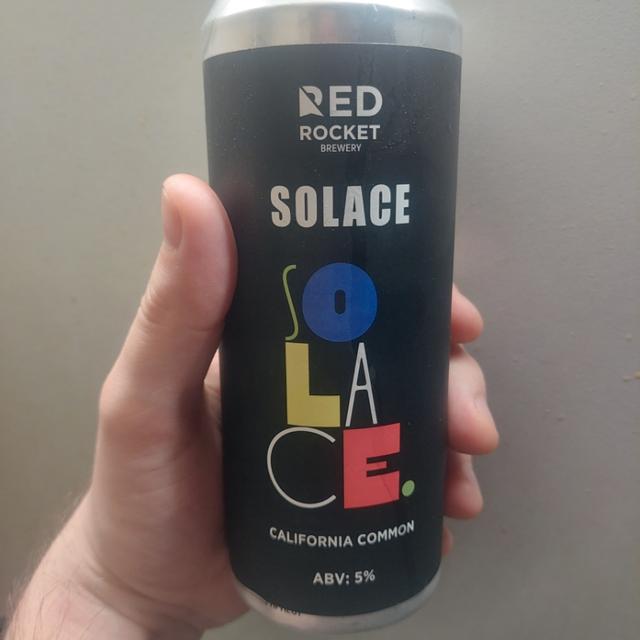 RED
ROCKET
BREWERY
SOLACE
SO
LA
CE.
CALIFORNIA COMMON
ABV: 5%